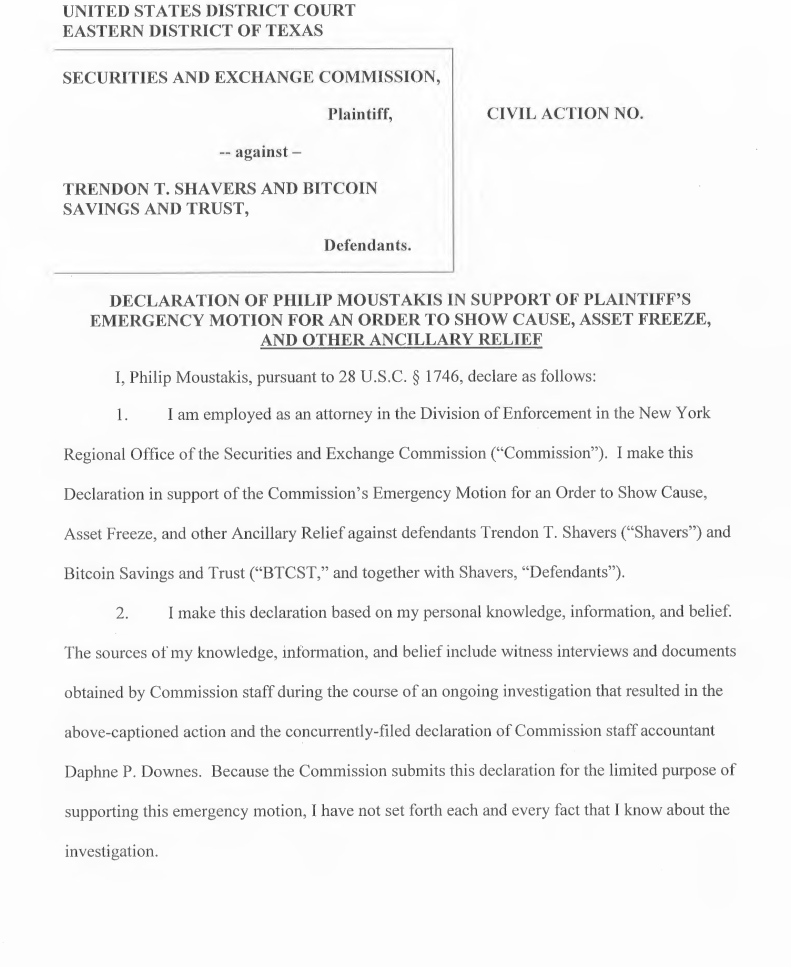 UNITED STATES DISTRICT COURT
EASTERN DISTRICT OF TEXAS
SECURITIES AND EXCHANGE COMMISSION,
Plaintiff,
-- against –
TRENDON T. SHAVERS AND BITCOIN
SAVINGS AND TRUST,
Defendants.
CIVIL ACTION NO.
DECLARATION OF PHILIP MOUSTAKIS IN SUPPORT OF PLAINTIFF'S
EMERGENCY MOTION FOR AN ORDER TO SHOW CAUSE, ASSET FREEZE,
AND OTHER ANCILLARY RELIEF
I, Philip Moustakis, pursuant to 28 U.S.C. § 1746, declare as follows:
1. I am employed as an attorney in the Division of Enforcement in the New York
Regional Office of the Securities and Exchange Commission (“Commission”). I make this
Declaration in support of the Commission’s Emergency Motion for an Order to Show Cause,
Asset Freeze, and other Ancillary Relief against defendants Trendon T. Shavers (“Shavers”) and
Bitcoin Savings and Trust (“BTCST,” and together with Shavers, “Defendants”).
2. I make this declaration based on my personal knowledge, information, and belief.
The sources of my knowledge, information, and belief include witness interviews and documents
obtained by Commission staff during the course of an ongoing investigation that resulted in the
above-captioned action and the concurrently-filed declaration of Commission staff accountant
Daphne P. Downes. Because the Commission submits this declaration for the limited purpose of
supporting this emergency motion, I have not set forth each and every fact that I know about the
investigation.